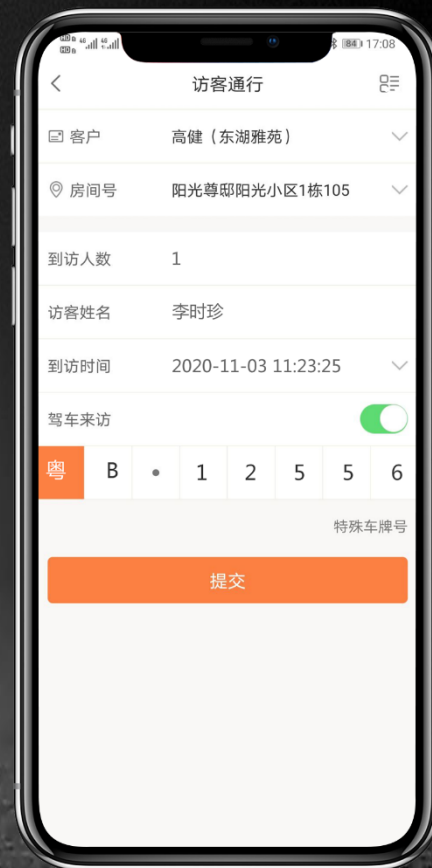 84 17:08
访客通行
客户 高健（东湖雅苑）
房间号 阳光尊邸阳光小区1栋105
到访人数 1
访客姓名 李时珍
到访时间 2020-11-03 11:23:25
驾车来访
粤 B • 1 2 5 5 6
特殊车牌号
提交